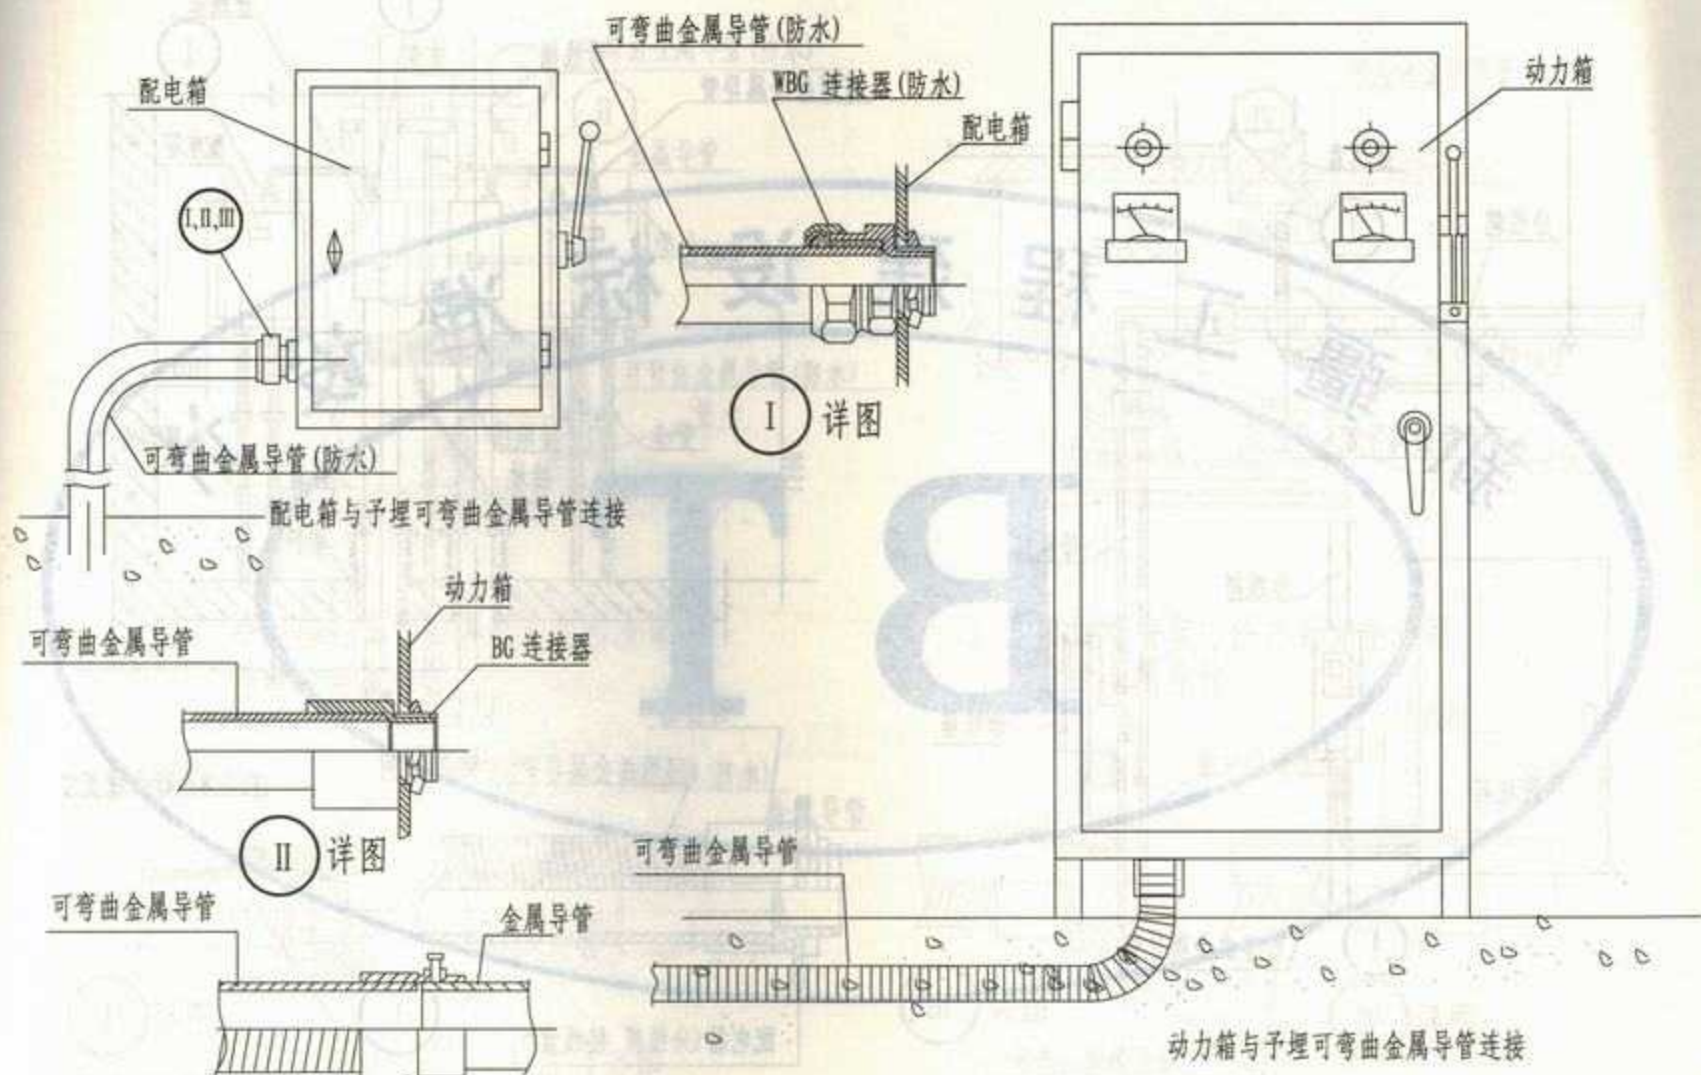 可弯曲金属导管(防水)
WBG 连接器(防水)
配电箱
动力箱
配电箱
I,II,III
I 详图
可弯曲金属导管(防水)
配电箱与予埋可弯曲金属导管连接
动力箱
可弯曲金属导管
BG 连接器
II 详图
可弯曲金属导管
可弯曲金属导管
金属导管
动力箱与予埋可弯曲金属导管连接